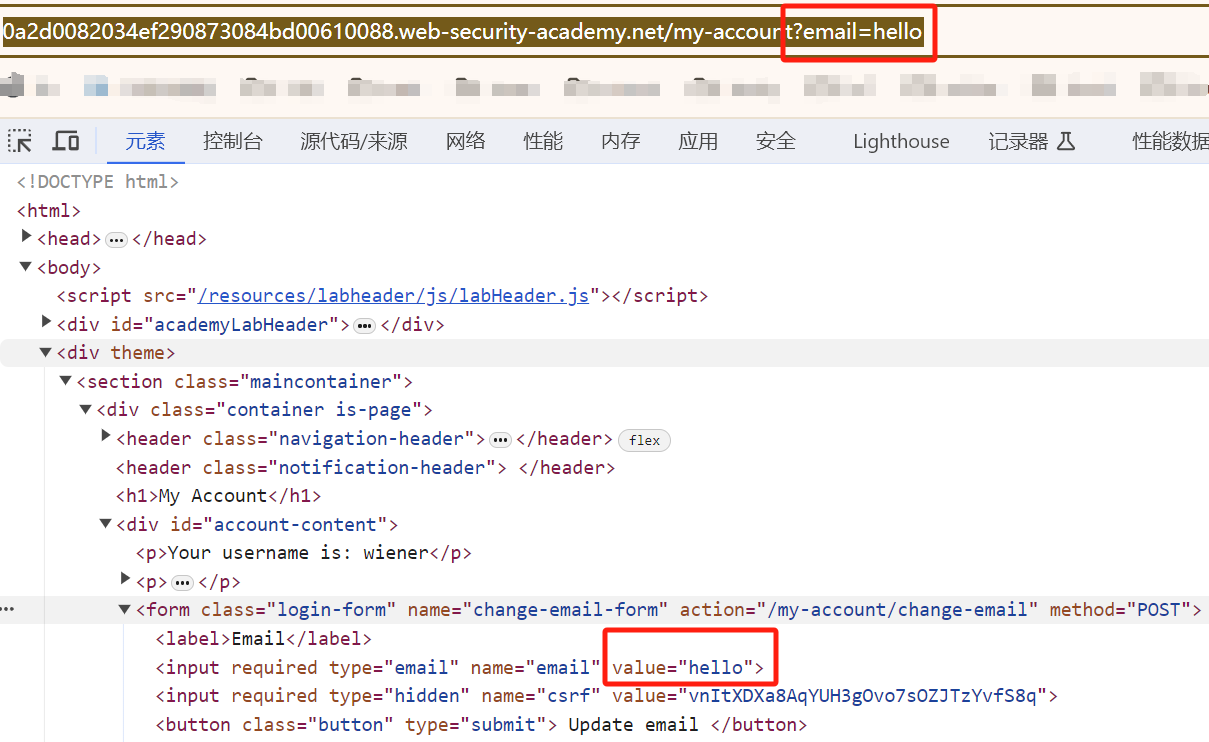 0a2d0082034ef290873084bd00610088.web-security-academy.net/my-account?email=hello
元素 控制台 源代码/来源 网络 性能 内存 应用 安全 Lighthouse 记录器 性能数据
<!DOCTYPE html>
<html>
<head> ••• </head>
<body>
<script src="/resources/labheader/js/labHeader.js"></script>
<div id="academyLabHeader"> ••• </div>
<div theme>
<section class="maincontainer">
<div class="container is-page">
<header class="navigation-header"> ••• </header> flex
<header class="notification-header"> </header>
<h1>My Account</h1>
<div id="account-content">
<p>Your username is: wiener</p>
<p> ••• </p>
<form class="login-form" name="change-email-form" action="/my-account/change-email" method="POST">
<label>Email</label>
<input required type="email" name="email" value="hello">
<input required type="hidden" name="csrf" value="vnItXDXa8AqYUH3gOvo7sOZJTzYvfS8q">
<button class="button" type="submit"> Update email </button>